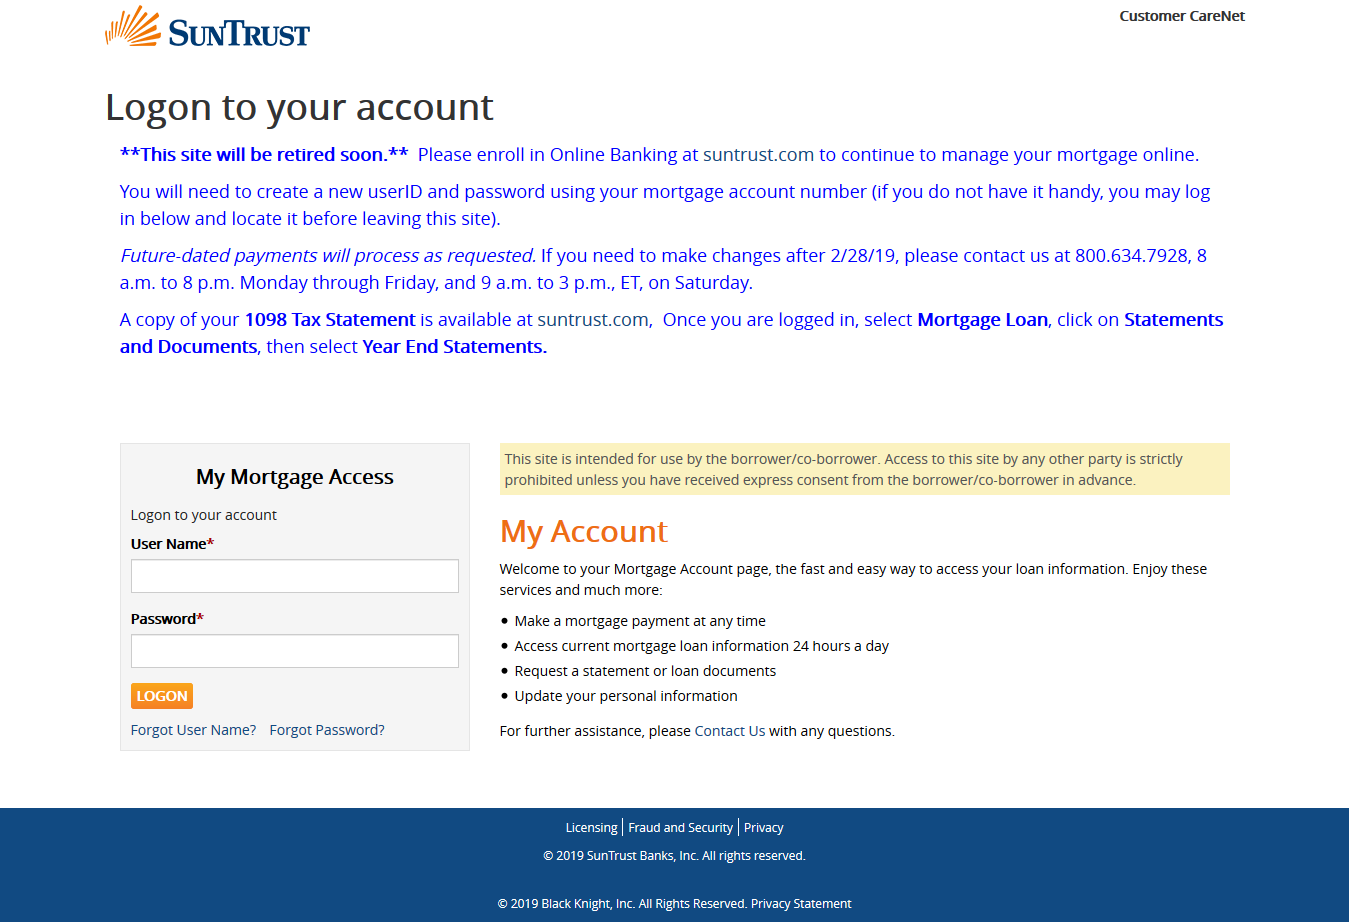 SUNTRUST
Customer CareNet
Logon to your account
**This site will be retired soon.** Please enroll in Online Banking at suntrust.com to continue to manage your mortgage online.
You will need to create a new userID and password using your mortgage account number (if you do not have it handy, you may log
in below and locate it before leaving this site).
Future-dated payments will process as requested. If you need to make changes after 2/28/19, please contact us at 800.634.7928, 8
a.m. to 8 p.m. Monday through Friday, and 9 a.m. to 3 p.m., ET, on Saturday.
A copy of your 1098 Tax Statement is available at suntrust.com, Once you are logged in, select Mortgage Loan, click on Statements
and Documents, then select Year End Statements.
My Mortgage Access
Logon to your account
User Name*
Password*
LOGON
Forgot User Name? Forgot Password?
This site is intended for use by the borrower/co-borrower. Access to this site by any other party is strictly
prohibited unless you have received express consent from the borrower/co-borrower in advance.
My Account
Welcome to your Mortgage Account page, the fast and easy way to access your loan information. Enjoy these
services and much more:
• Make a mortgage payment at any time
• Access current mortgage loan information 24 hours a day
• Request a statement or loan documents
• Update your personal information
For further assistance, please Contact Us with any questions.
Licensing | Fraud and Security | Privacy
© 2019 SunTrust Banks, Inc. All rights reserved.
© 2019 Black Knight, Inc. All Rights Reserved. Privacy Statement